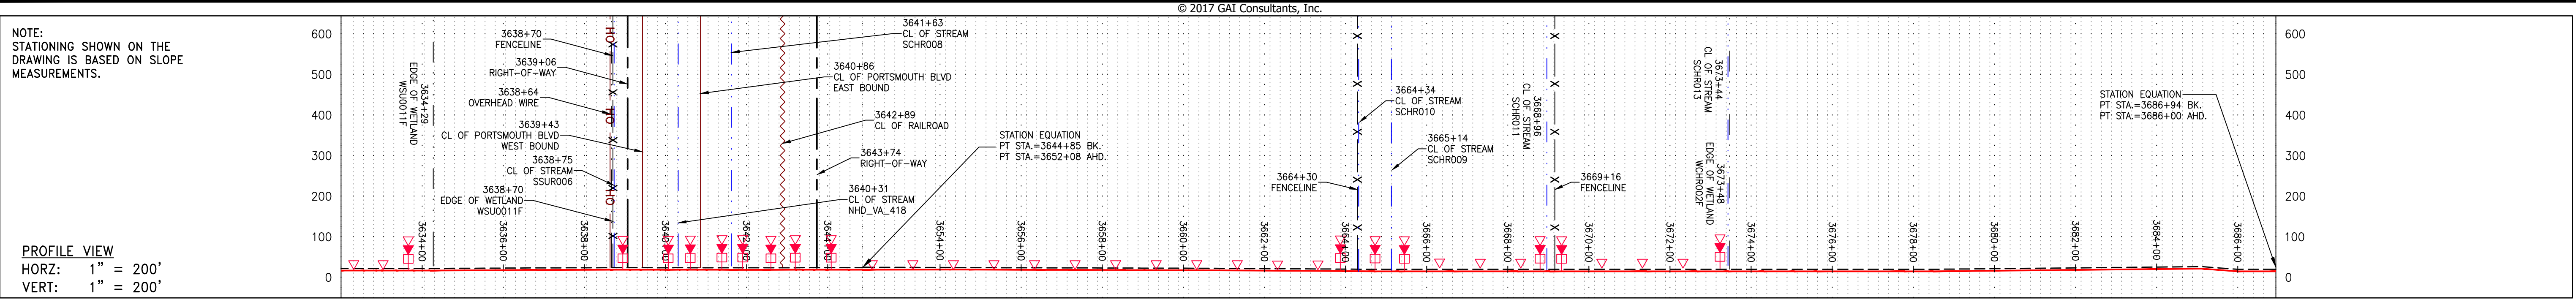 © 2017 GAI Consultants, Inc.
NOTE:
STATIONING SHOWN ON THE
DRAWING IS BASED ON SLOPE
MEASUREMENTS.
PROFILE VIEW
HORZ: 1" = 200'
VERT: 1" = 200'
600
500
400
300
200
100
0
3634+29
EDGE OF WETLAND
WSU0011F
3638+70
FENCELINE
3639+06
RIGHT-OF-WAY
3638+64
OVERHEAD WIRE
3639+43
CL OF PORTSMOUTH BLVD
WEST BOUND
3638+75
CL OF STREAM
SSUR006
3638+70
EDGE OF WETLAND
WSU0011F
HO
HO
HO
3641+63
CL OF STREAM
SCHR008
3640+86
CL OF PORTSMOUTH BLVD
EAST BOUND
3642+89
CL OF RAILROAD
3643+74
RIGHT-OF-WAY
3640+31
CL OF STREAM
NHD_VA_418
STATION EQUATION
PT STA.=3644+85 BK.
PT STA.=3652+08 AHD.
3664+34
CL OF STREAM
SCHR010
3665+14
CL OF STREAM
SCHR009
3664+30
FENCELINE
3668+96
CL OF STREAM
SCHR011
3669+16
FENCELINE
3673+44
CL OF STREAM
SCHR013
3673+48
EDGE OF WETLAND
WCHR002F
STATION EQUATION
PT STA.=3686+94 BK.
PT STA.=3686+00 AHD.
3634+00
3636+00
3638+00
3640+00
3642+00
3644+00
3654+00
3656+00
3658+00
3660+00
3662+00
3664+00
3666+00
3668+00
3670+00
3672+00
3674+00
3676+00
3678+00
3680+00
3682+00
3684+00
3686+00
600
500
400
300
200
100
0